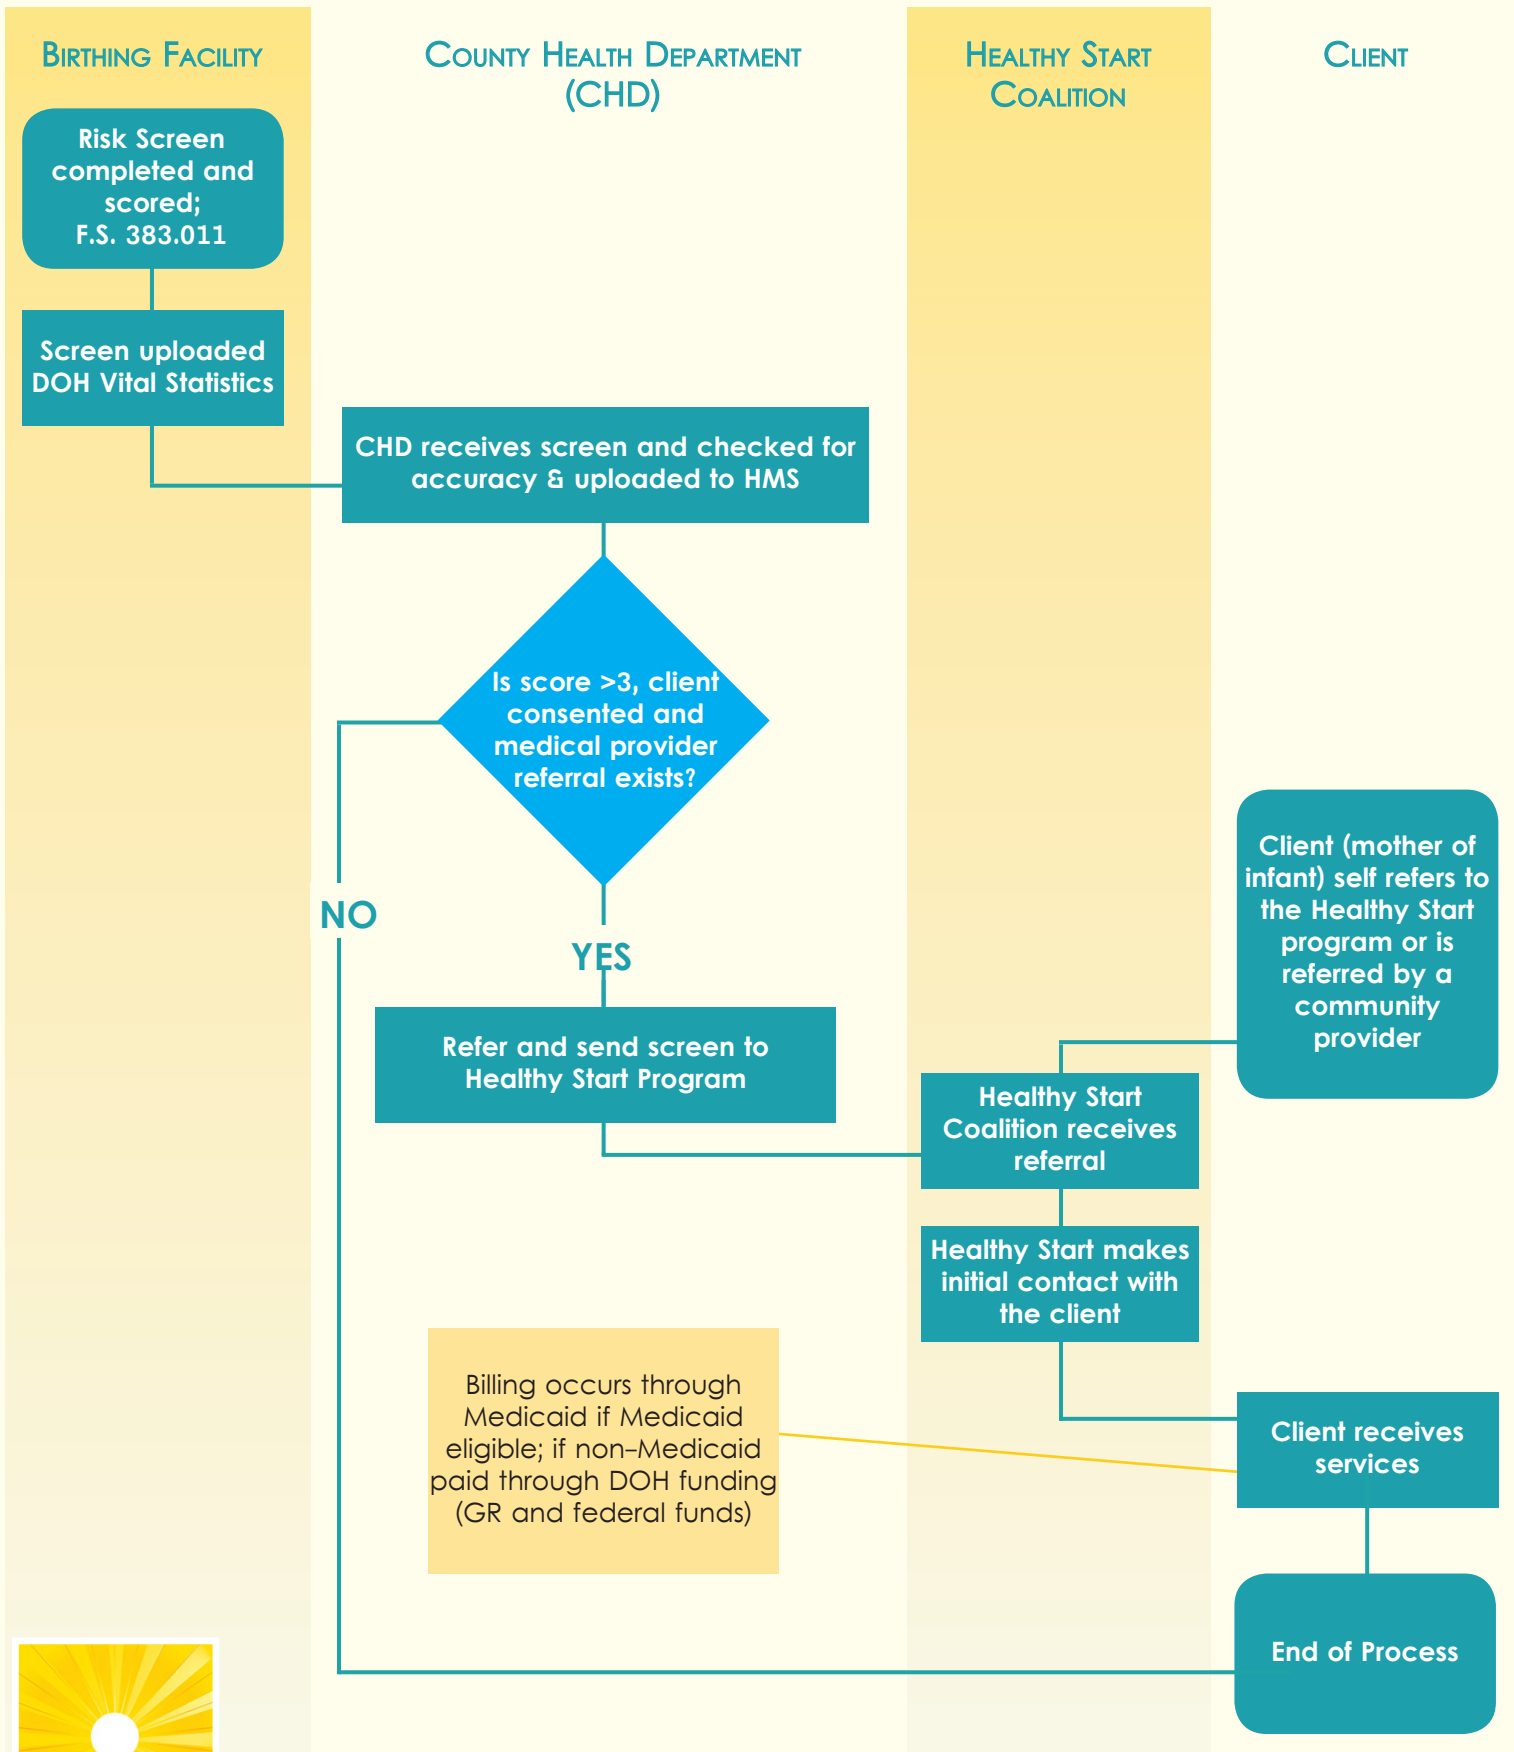 BIRTHING FACILITY
COUNTY HEALTH DEPARTMENT
(CHD)
HEALTHY START
COALITION
CLIENT
Risk Screen
completed and
scored;
F.S. 383.011
Screen uploaded
DOH Vital Statistics
CHD receives screen and checked for
accuracy & uploaded to HMS
Is score >3, client
consented and
medical provider
referral exists?
NO
YES
Refer and send screen to
Healthy Start Program
Client (mother of
infant) self refers to
the Healthy Start
program or is
referred by a
community
provider
Healthy Start
Coalition receives
referral
Healthy Start makes
initial contact with
the client
Billing occurs through
Medicaid if Medicaid
eligible; if non–Medicaid
paid through DOH funding
(GR and federal funds)
Client receives
services
End of Process